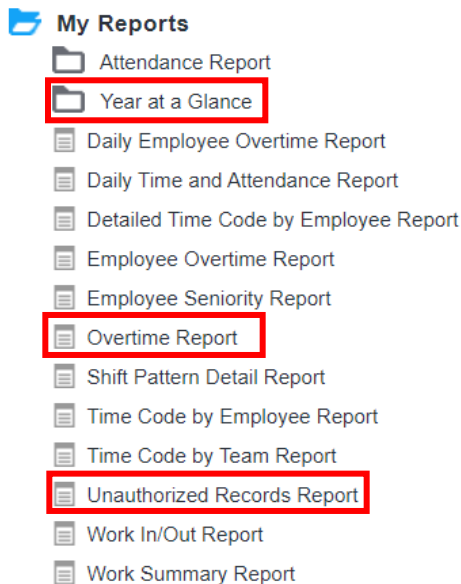 My Reports
Attendance Report
Year at a Glance
Daily Employee Overtime Report
Daily Time and Attendance Report
Detailed Time Code by Employee Report
Employee Overtime Report
Employee Seniority Report
Overtime Report
Shift Pattern Detail Report
Time Code by Employee Report
Time Code by Team Report
Unauthorized Records Report
Work In/Out Report
Work Summary Report